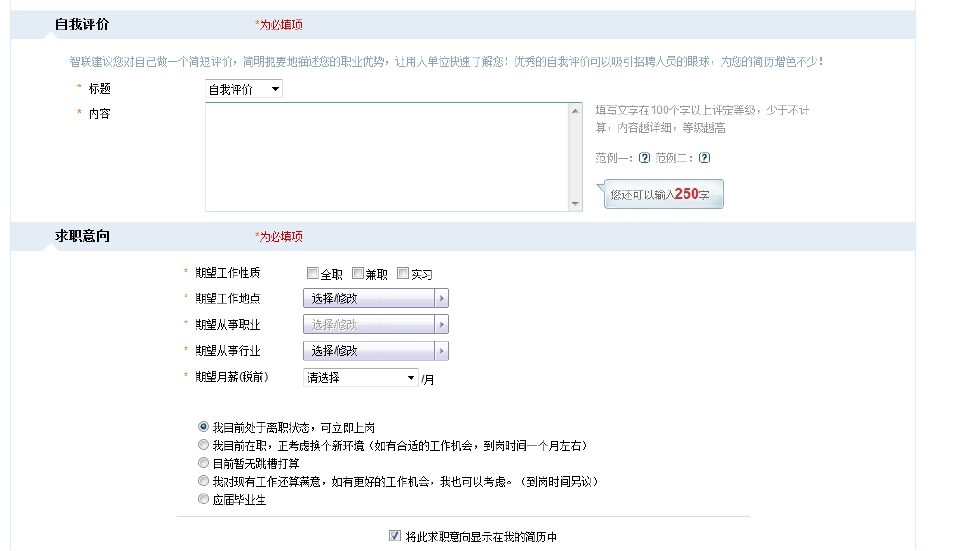 自我评价 *为必填项
智联建议您对自己做一个简短评价，简明扼要地描述您的职业优势，让用人单位快速了解您！优秀的自我评价可以吸引招聘人员的眼球，为您的简历增色不少！
* 标题 自我评价
* 内容
填写文字在100个字以上评定等级，少于不计
算，内容越详细，等级越高
范例一：? 范例二：?
您还可以输入250字
求职意向 *为必填项
* 期望工作性质 全职 兼职 实习
* 期望工作地点 选择/修改
* 期望从事职业 选择/修改
* 期望从事行业 选择/修改
* 期望月薪(税前) 请选择 /月
我目前处于离职状态，可立即上岗
我目前在职，正考虑换个新环境（如有合适的工作机会，到岗时间一个月左右）
目前暂无跳槽打算
我对现有工作还算满意，如有更好的工作机会，我也可以考虑。（到岗时间另议）
应届毕业生
将此求职意向显示在我的简历中